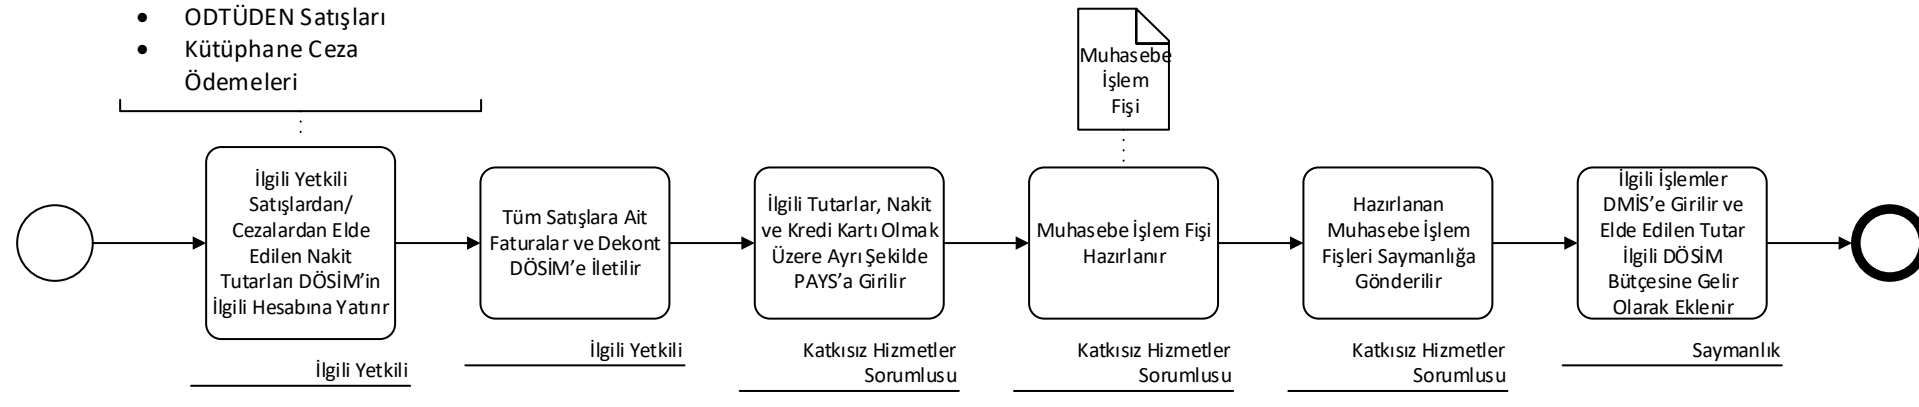 • ODTÜDEN Satışları
• Kütüphane Ceza
Ödemeleri
Muhasebe
İşlem
Fişi
İlgili Yetkili
Satışlardan/
Cezalardan Elde
Edilen Nakit
Tutarları DÖSİM'in
İlgili Hesabına Yatırır
İlgili Yetkili
Tüm Satışlara Ait
Faturalar ve Dekont
DÖSİM'e İletilir
İlgili Yetkili
İlgili Tutarlar, Nakit
ve Kredi Kartı Olmak
Üzere Ayrı Şekilde
PAYS'a Girilir
Katkısız Hizmetler
Sorumlusu
Muhasebe İşlem Fişi
Hazırlanır
Katkısız Hizmetler
Sorumlusu
Hazırlanan
Muhasebe İşlem
Fişleri Saymanlığa
Gönderilir
Katkısız Hizmetler
Sorumlusu
İlgili İşlemler
DMİS'e Girilir ve
Elde Edilen Tutar
İlgili DÖSİM
Bütçesine Gelir
Olarak Eklenir
Saymanlık